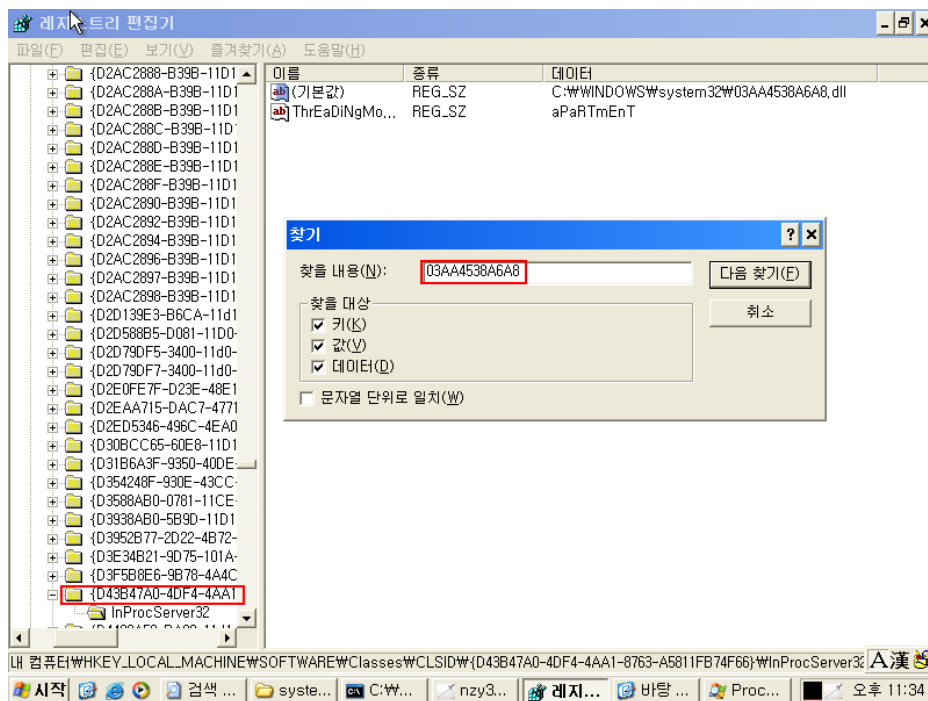 레지스트리 편집기
파일(F) 편집(E) 보기(V) 즐겨찾기(A) 도움말(H)
{D2AC2888-B39B-11D1
{D2AC288A-B39B-11D1
{D2AC288B-B39B-11D1
{D2AC288C-B39B-11D
{D2AC288D-B39B-11D1
{D2AC288E-B39B-11D1
{D2AC288F-B39B-11D1
{D2AC2890-B39B-11D1
{D2AC2892-B39B-11D1
{D2AC2894-B39B-11D1
{D2AC2896-B39B-11D1
{D2AC2897-B39B-11D1
{D2AC2898-B39B-11D1
{D2D139E3-B6CA-11d1
{D2D588B5-D081-11D0-
{D2D79DF5-3400-11d0-
{D2D79DF7-3400-11d0-
{D2E0FE7F-D23E-48E1
{D2EAA715-DAC7-4771
{D2ED5346-496C-4EA0
{D30BCC65-60E8-11D1
{D31B6A3F-9350-40DE-
{D354248F-930E-43CC-
{D3588AB0-0781-11CE-
{D3938AB0-5B9D-11D1
{D3952B77-2D22-4B72-
{D3E34B21-9D75-101A-
{D3F5B8E6-9B78-4A4C
{D43B47A0-4DF4-4AA1
InProcServer32
이름 종류 데이터
(기본값) REG_SZ C:₩WINDOWS₩system32₩03AA4538A6A8.dll
ThrEaDiNgMo... REG_SZ aPaRTmEnT
찾기
찾을 내용(N): 03AA4538A6A8 다음 찾기(F)
찾을 대상 취소
키(K)
값(V)
데이터(D)
문자열 단위로 일치(W)
내 컴퓨터₩HKEY_LOCAL_MACHINE₩SOFTWARE₩Classes₩CLSID₩{D43B47A0-4DF4-4AA1-8763-A5811FB74F66}₩InProcServer32 A漢
시작 검색 ... syste... C:₩... nzy3... 레지... 바탕 ... Proc... 오후 11:34